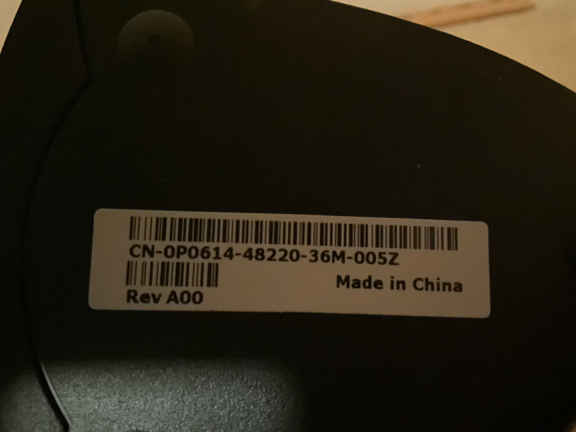 CN-0P0614-48220-36M-005Z
Made in China
Rev A00